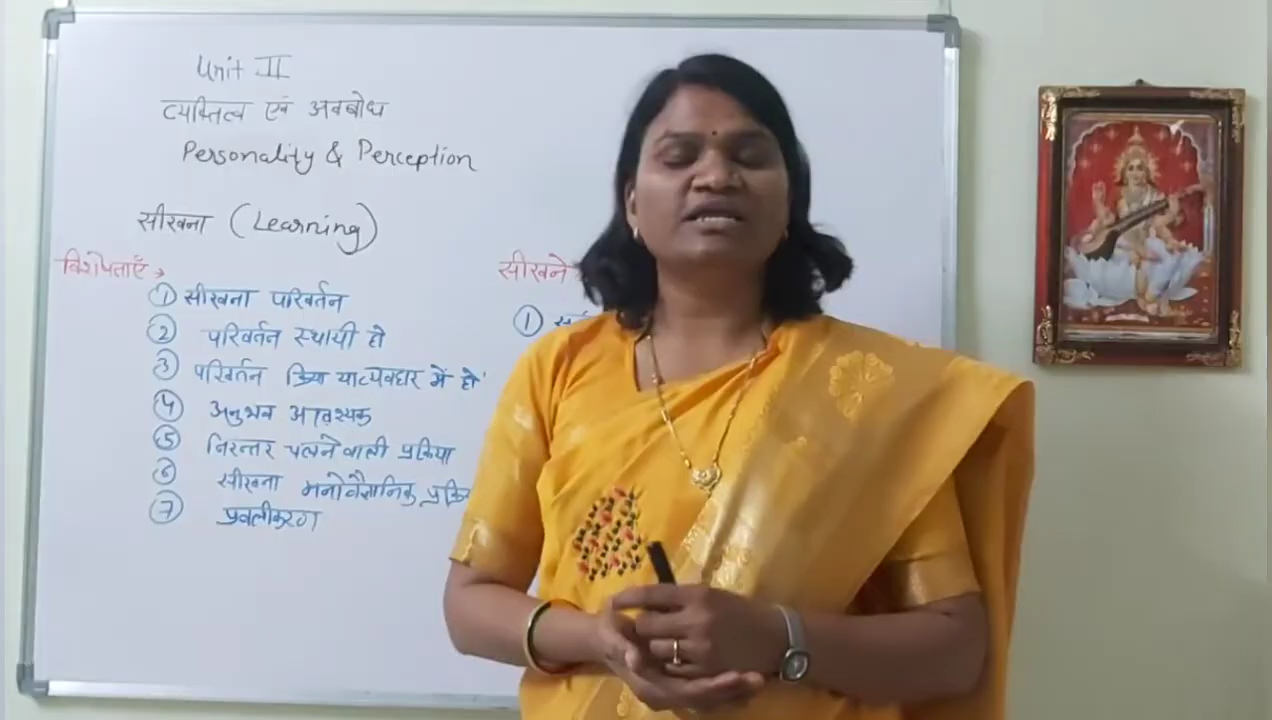 Unit II
व्यक्तित्व एवं अवबोध
Personality & Perception
सीखना (Learning)
विशेषताएँ →
① सीखना परिवर्तन
② परिवर्तन स्थायी हो
③ परिवर्तन क्रिया या व्यवहार में हो
④ अनुभव आवश्यक
⑤ निरन्तर चलने वाली प्रक्रिया
⑥ सीखना मनोवैज्ञानिक
⑦ प्रबलीकरण
सीखने
①